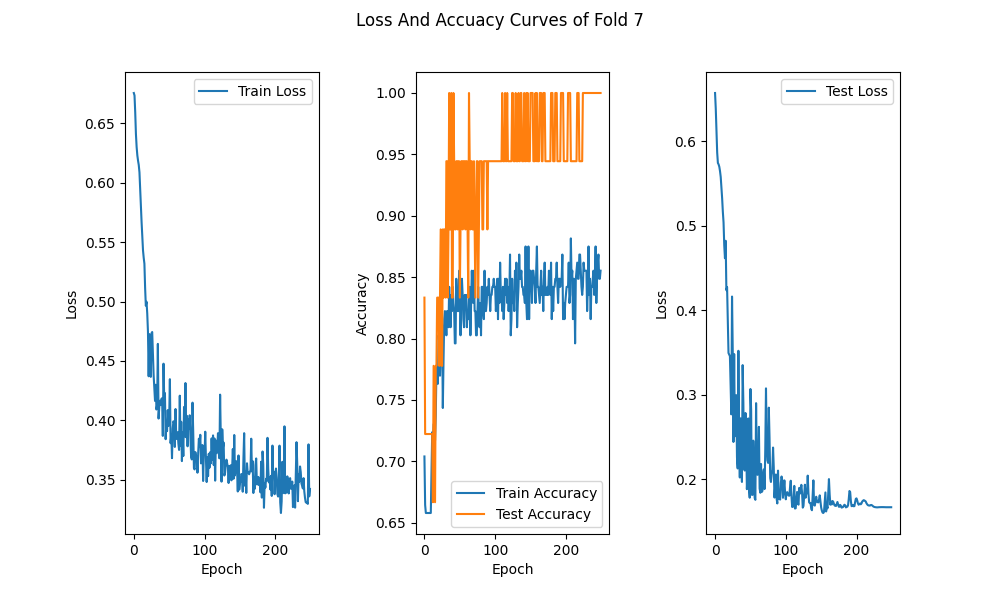 Loss And Accuacy Curves of Fold 7
Train Loss
Loss
0.65
0.60
0.55
0.50
0.45
0.40
0.35
0
100
200
Epoch
Accuracy
1.00
0.95
0.90
0.85
0.80
0.75
0.70
0.65
Train Accuracy
Test Accuracy
0
100
200
Epoch
Test Loss
Loss
0.6
0.5
0.4
0.3
0.2
0
100
200
Epoch